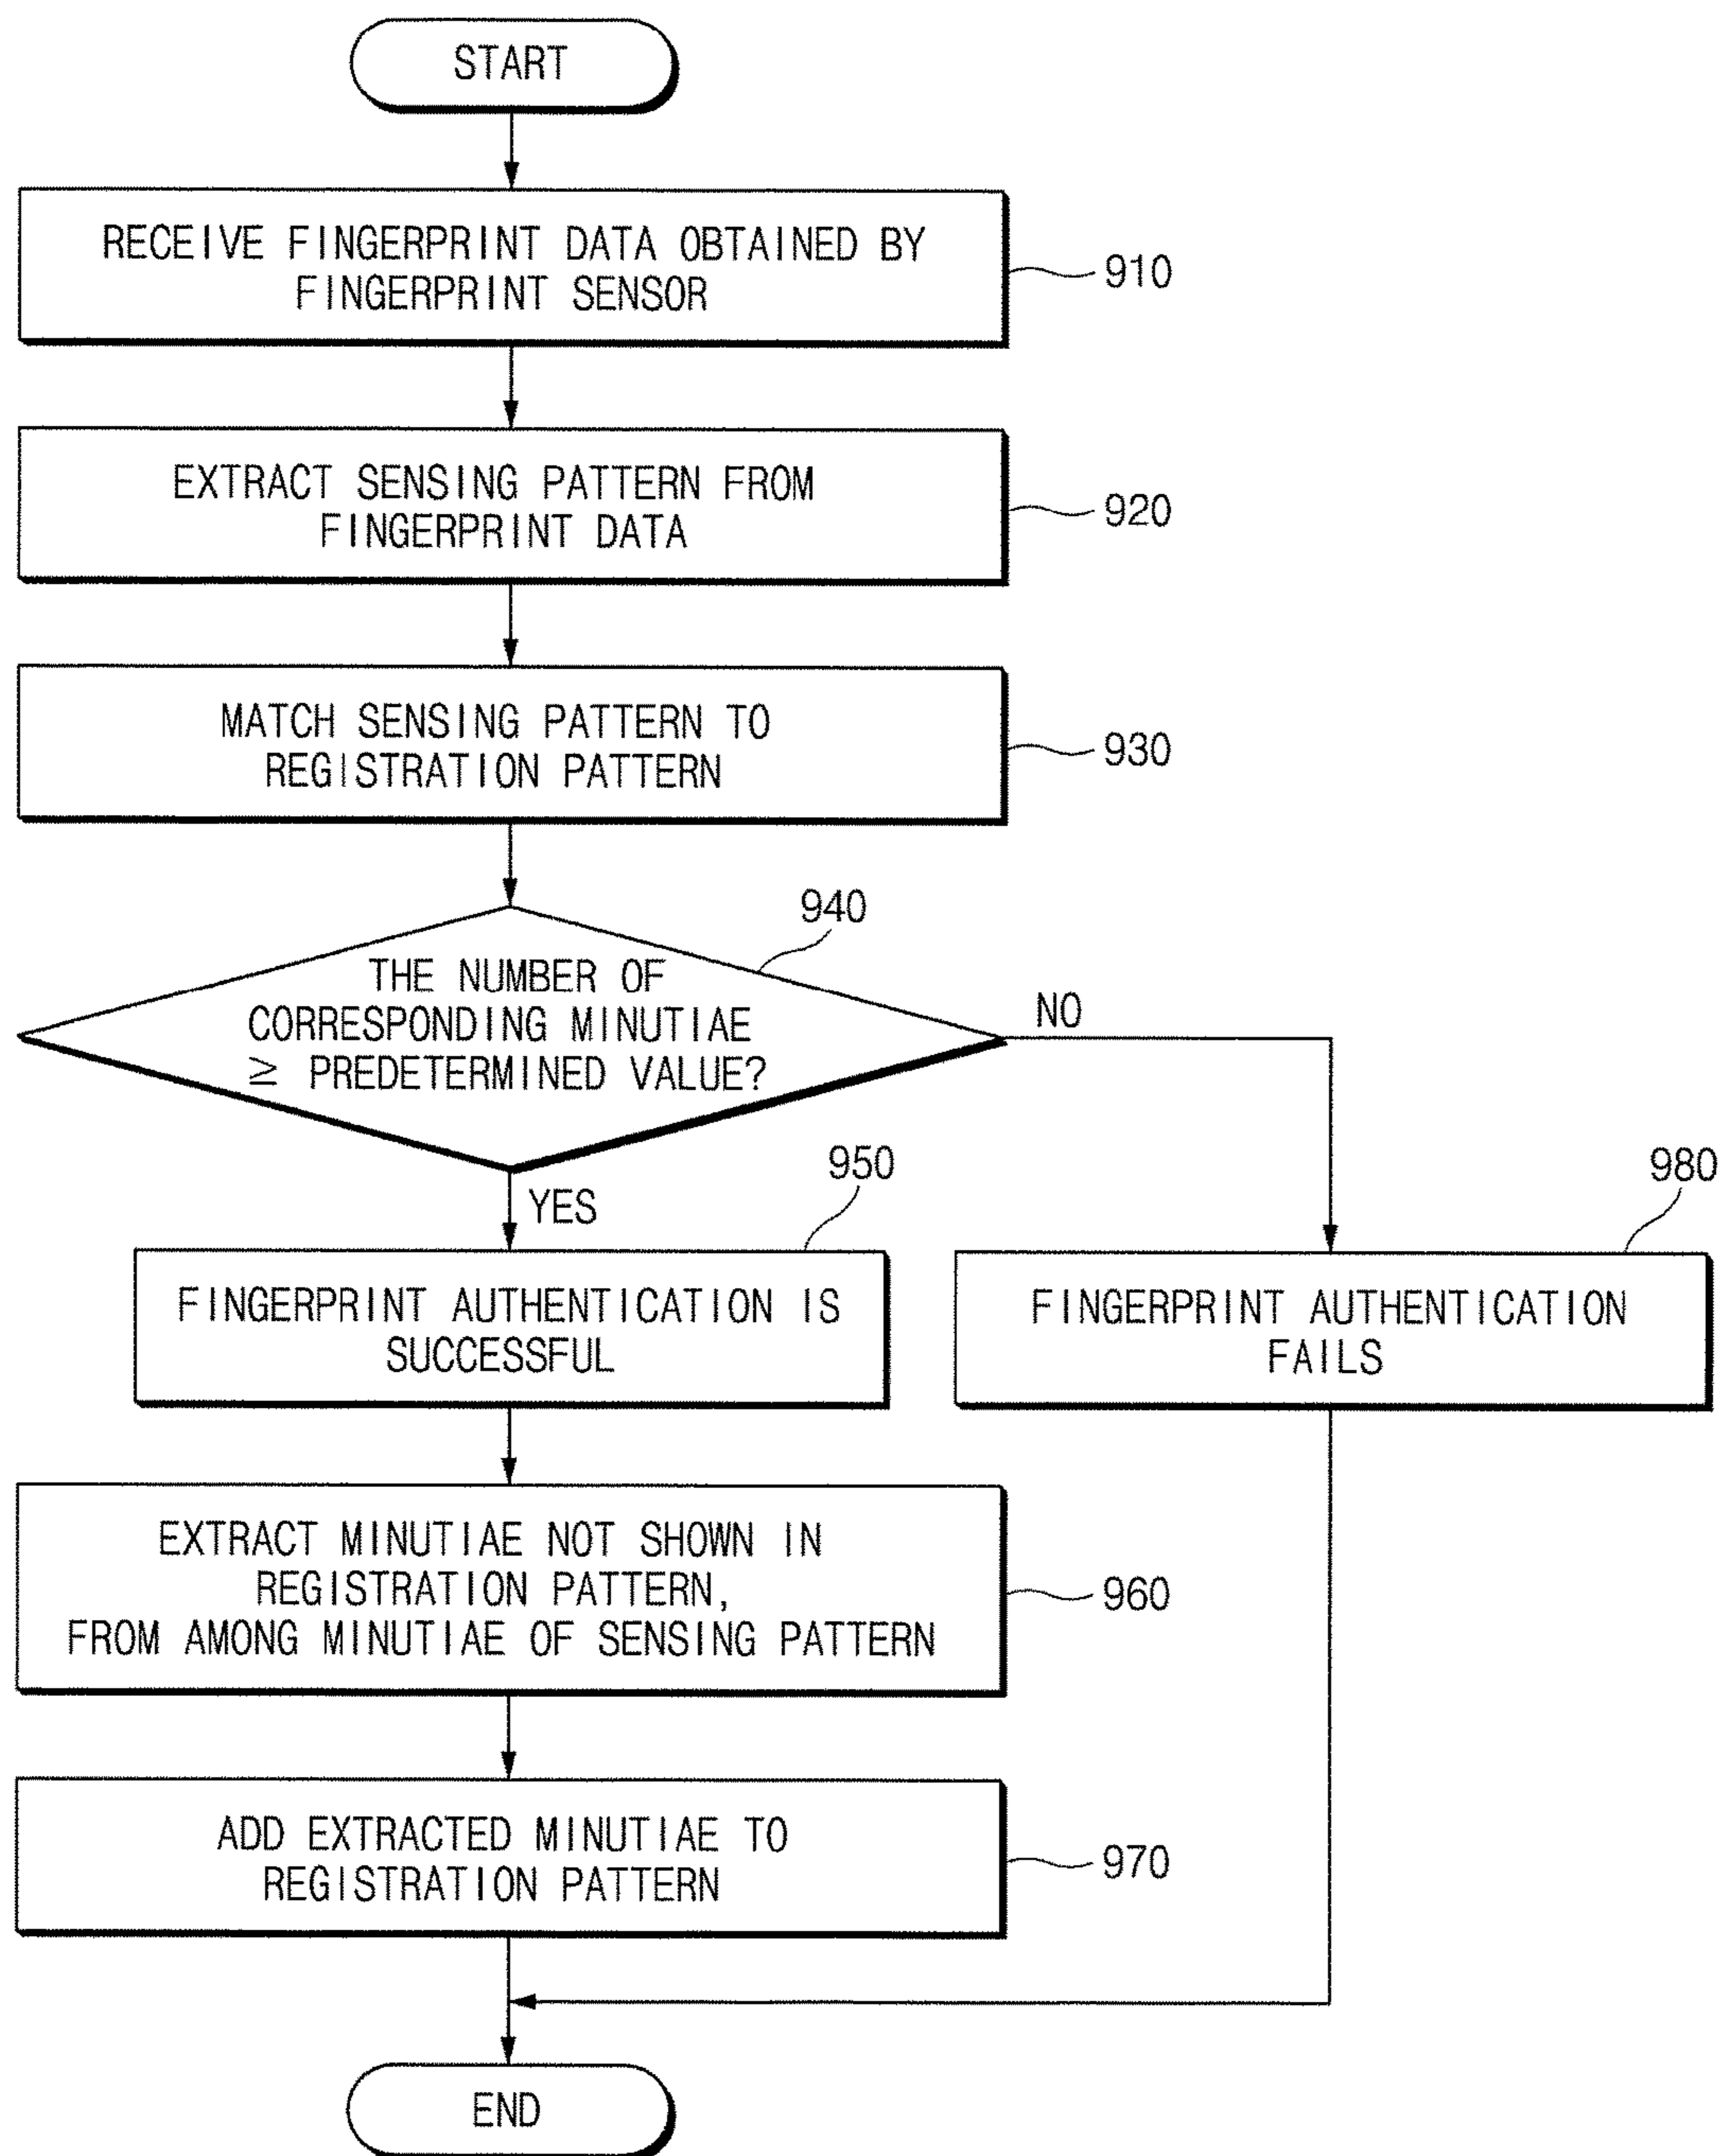 START
RECEIVE FINGERPRINT DATA OBTAINED BY
FINGERPRINT SENSOR
910
EXTRACT SENSING PATTERN FROM
FINGERPRINT DATA
920
MATCH SENSING PATTERN TO
REGISTRATION PATTERN
930
940
THE NUMBER OF
CORRESPONDING MINUTIAE
≥ PREDETERMINED VALUE?
NO
YES
950
FINGERPRINT AUTHENTICATION IS
SUCCESSFUL
980
FINGERPRINT AUTHENTICATION
FAILS
EXTRACT MINUTIAE NOT SHOWN IN
REGISTRATION PATTERN,
FROM AMONG MINUTIAE OF SENSING PATTERN
960
ADD EXTRACTED MINUTIAE TO
REGISTRATION PATTERN
970
END